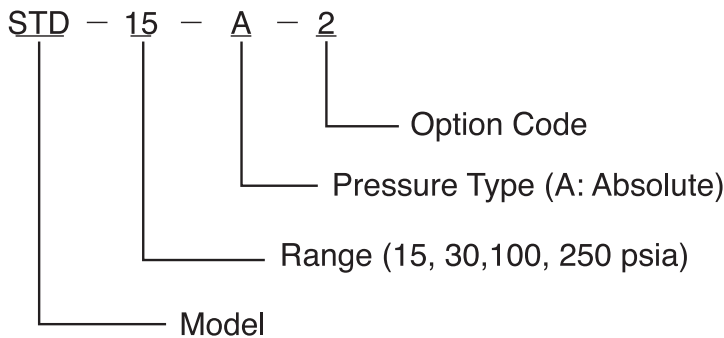 STD – 15 – A – 2
Option Code
Pressure Type (A: Absolute)
Range (15, 30,100, 250 psia)
Model